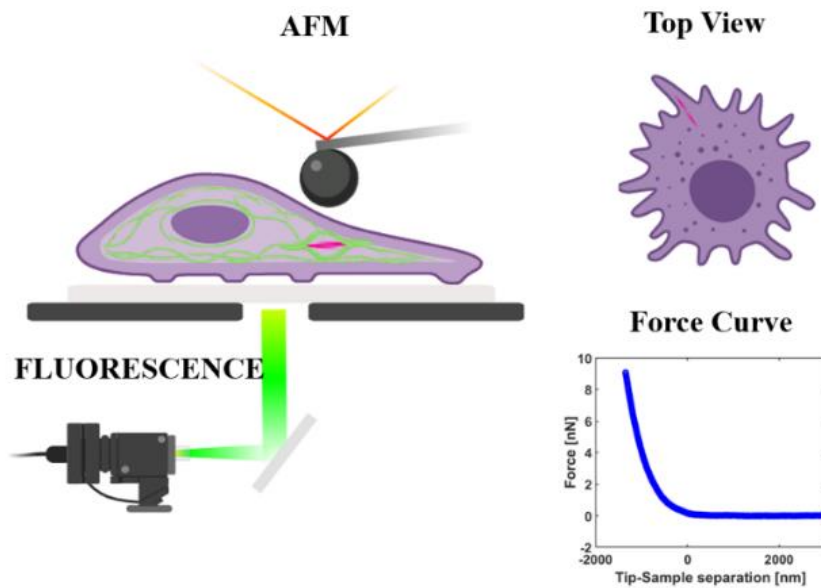 AFM
Top View
FLUORESCENCE
Force Curve
10
8
6
4
2
0
-2
Force [nN]
-2000
0
2000
Tip-Sample separation [nm]